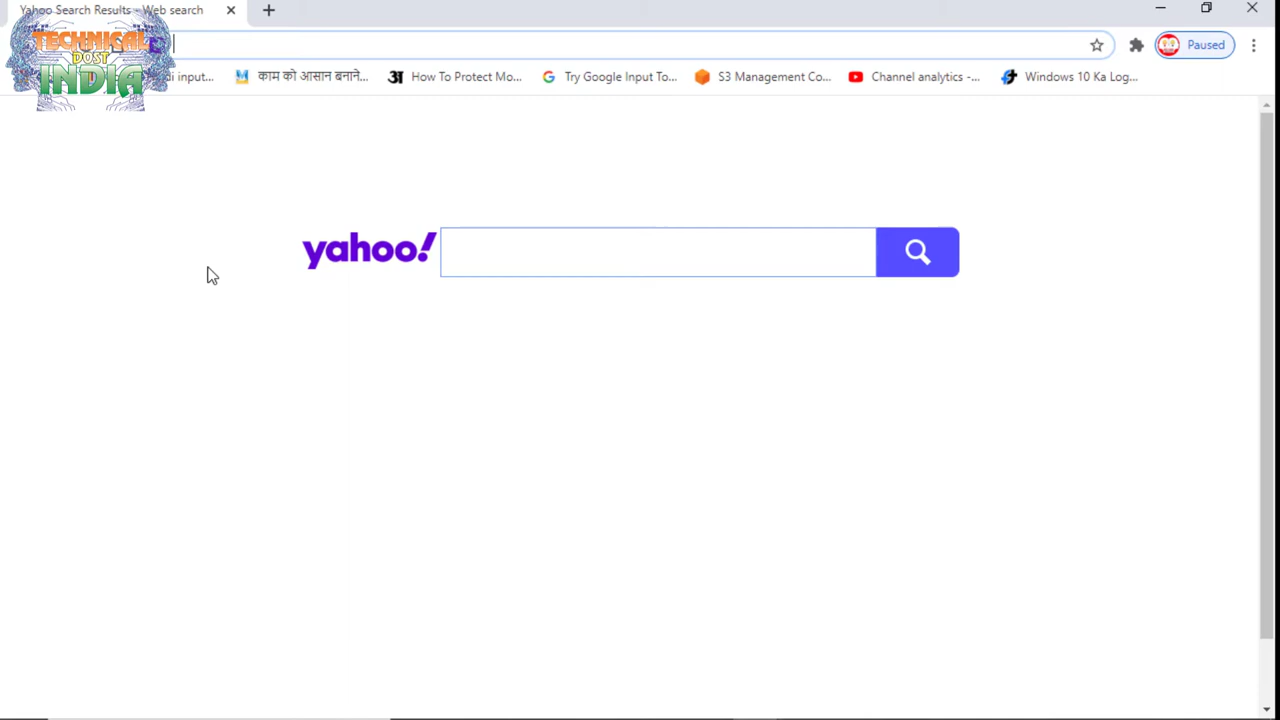 Yahoo Search Results - Web search
TECHNICAL
DOST
INDIA
i input...
काम को आसान बनाने...
How To Protect Mo...
Try Google Input To...
S3 Management Co...
Channel analytics -...
Windows 10 Ka Log...
Paused
yahoo!